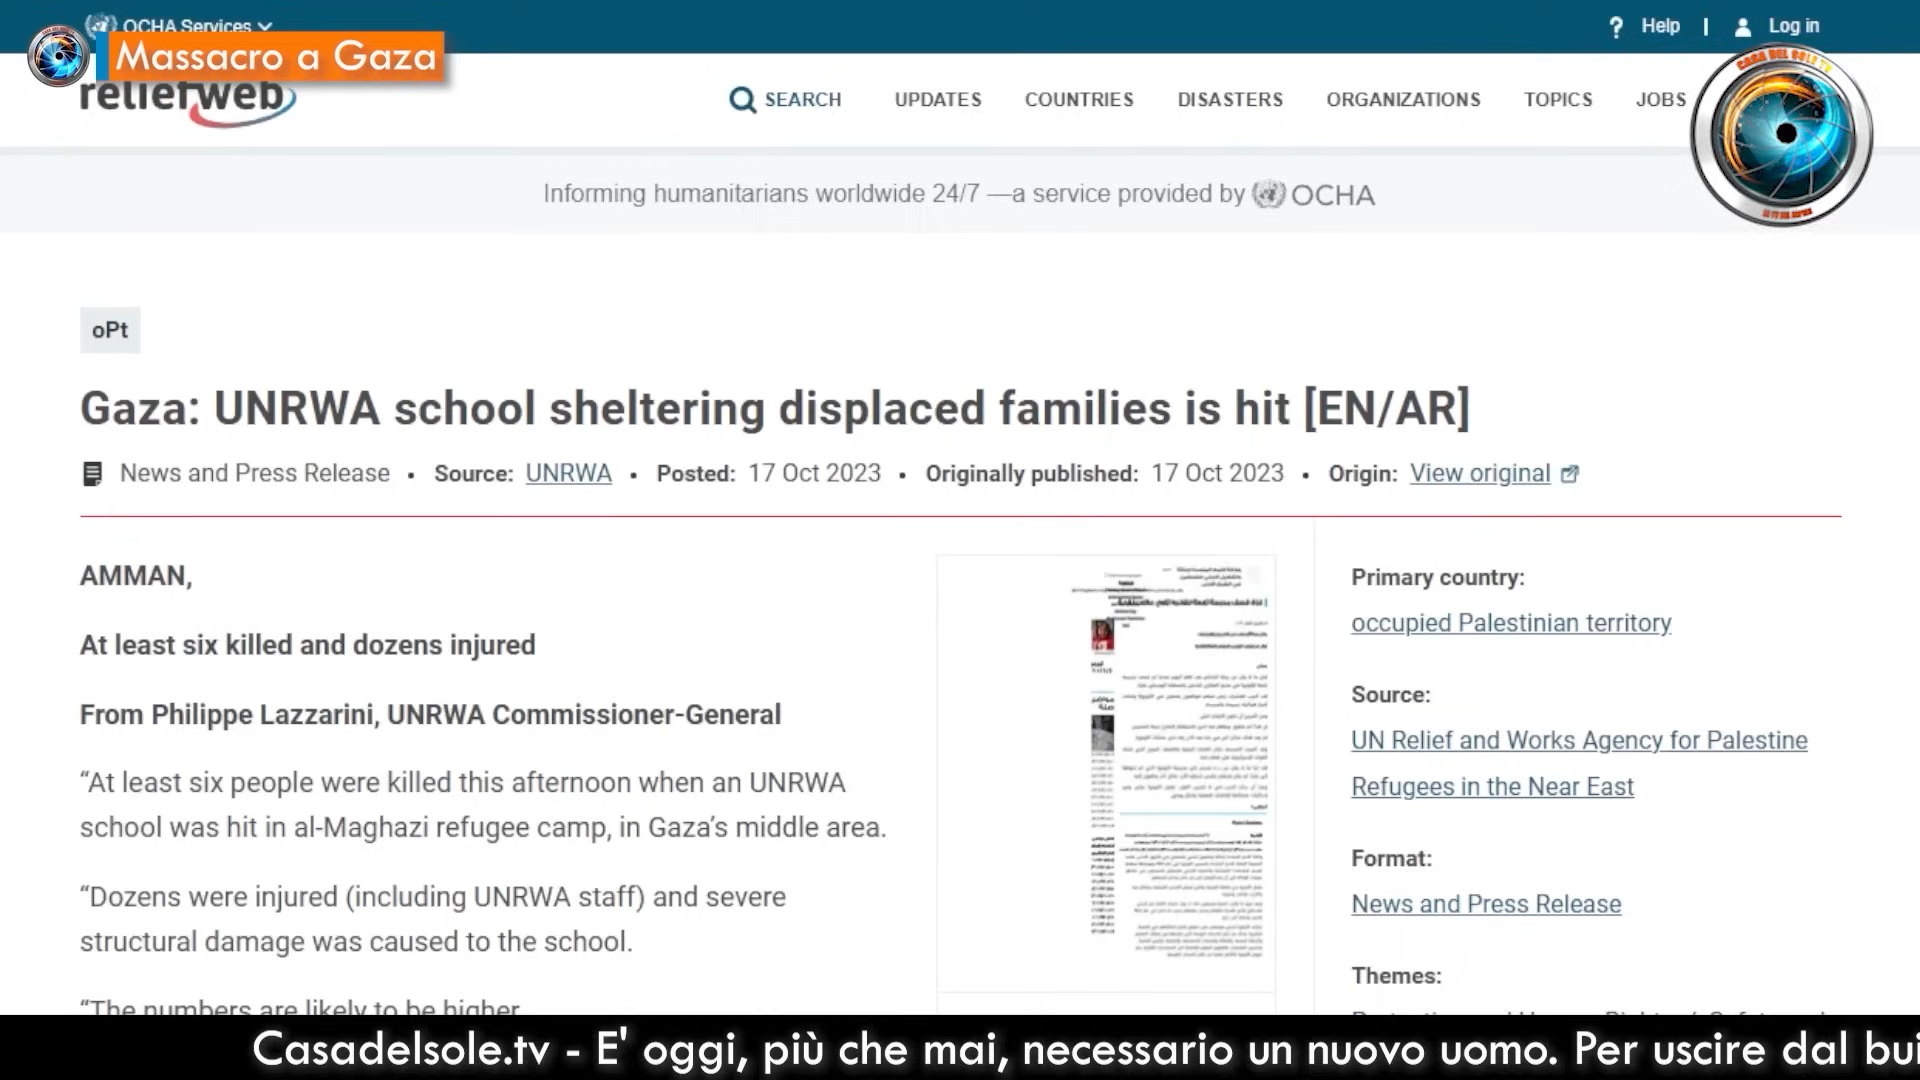 OCHA Services
Help | Log in
Massacro a Gaza
reliefweb
SEARCH UPDATES COUNTRIES DISASTERS ORGANIZATIONS TOPICS JOBS
CASA DEL SOLE TV
Informing humanitarians worldwide 24/7 —a service provided by OCHA
oPt
Gaza: UNRWA school sheltering displaced families is hit [EN/AR]
News and Press Release • Source: UNRWA • Posted: 17 Oct 2023 • Originally published: 17 Oct 2023 • Origin: View original
AMMAN,
At least six killed and dozens injured
From Philippe Lazzarini, UNRWA Commissioner-General
“At least six people were killed this afternoon when an UNRWA
school was hit in al-Maghazi refugee camp, in Gaza’s middle area.
“Dozens were injured (including UNRWA staff) and severe
structural damage was caused to the school.
“The numbers are likely to be higher
Primary country:
occupied Palestinian territory
Source:
UN Relief and Works Agency for Palestine
Refugees in the Near East
Format:
News and Press Release
Themes:
Casadelsole.tv - E' oggi, più che mai, necessario un nuovo uomo. Per uscire dal bui